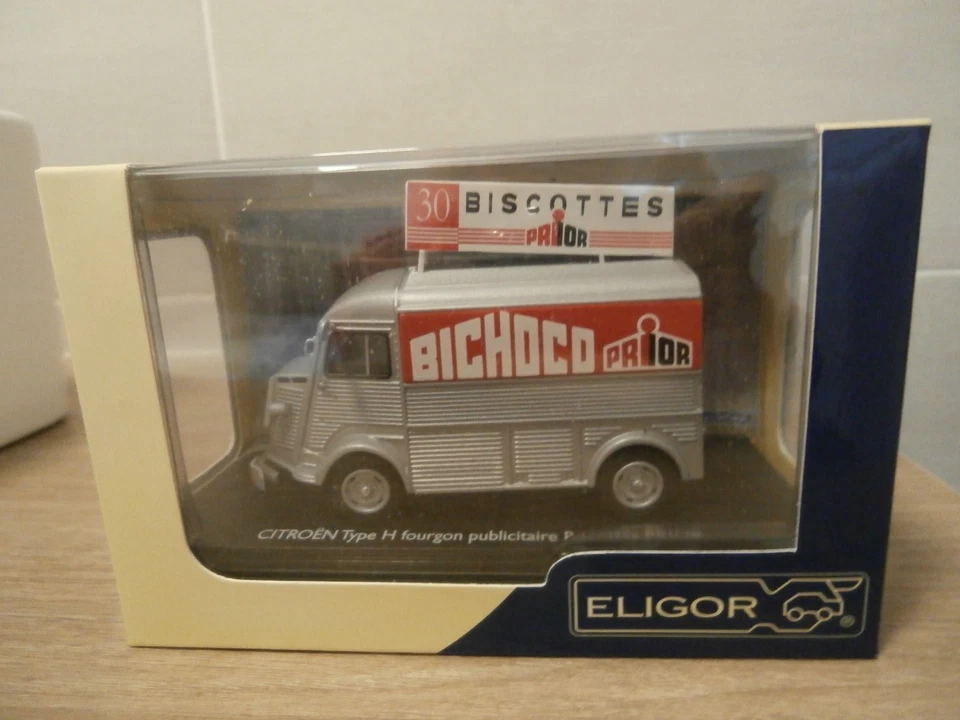 30 BISCOTTES
PRIOR
BICHOCO PRIOR
CITROËN Type H fourgon publicitaire
ELIGOR ®